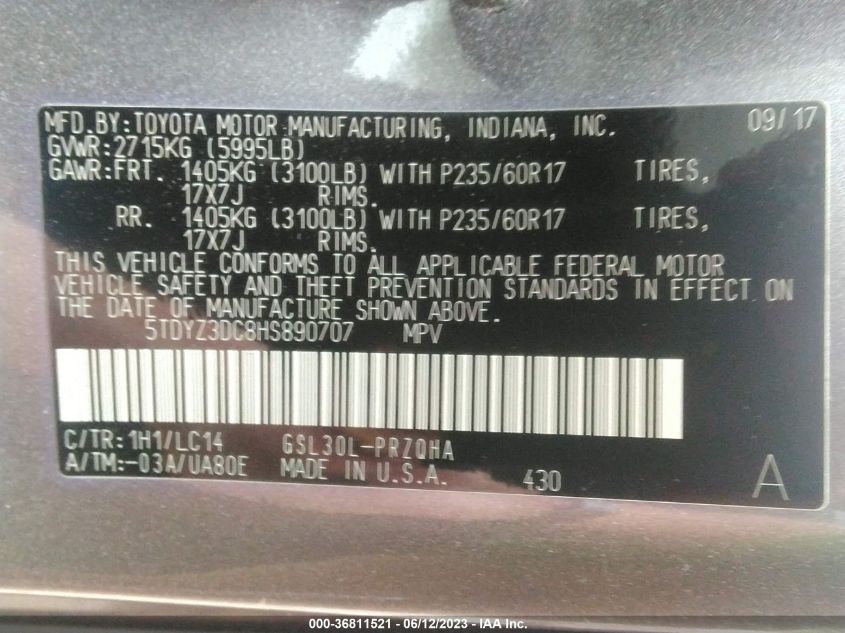 MFD.BY:TOYOTA MOTOR MANUFACTURING, INDIANA, INC. 09/17
GVWR:2715KG (5995LB)
GAWR:FRT. 1405KG (3100LB) WITH P235/60R17 TIRES,
17X7J RIMS.
RR. 1405KG (3100LB) WITH P235/60R17 TIRES,
17X7J RIMS.
THIS VEHICLE CONFORMS TO ALL APPLICABLE FEDERAL MOTOR
VEHICLE SAFETY AND THEFT PREVENTION STANDARDS IN EFFECT ON
THE DATE OF MANUFACTURE SHOWN ABOVE.
5TDYZ3DC8HS890707 MPV
C/TR:1H1/LC14 GSL30L-PRZQHA
A/TM:-03A/UA80E MADE IN U.S.A. 430 A
000-36811521 - 06/12/2023 - IAA Inc.